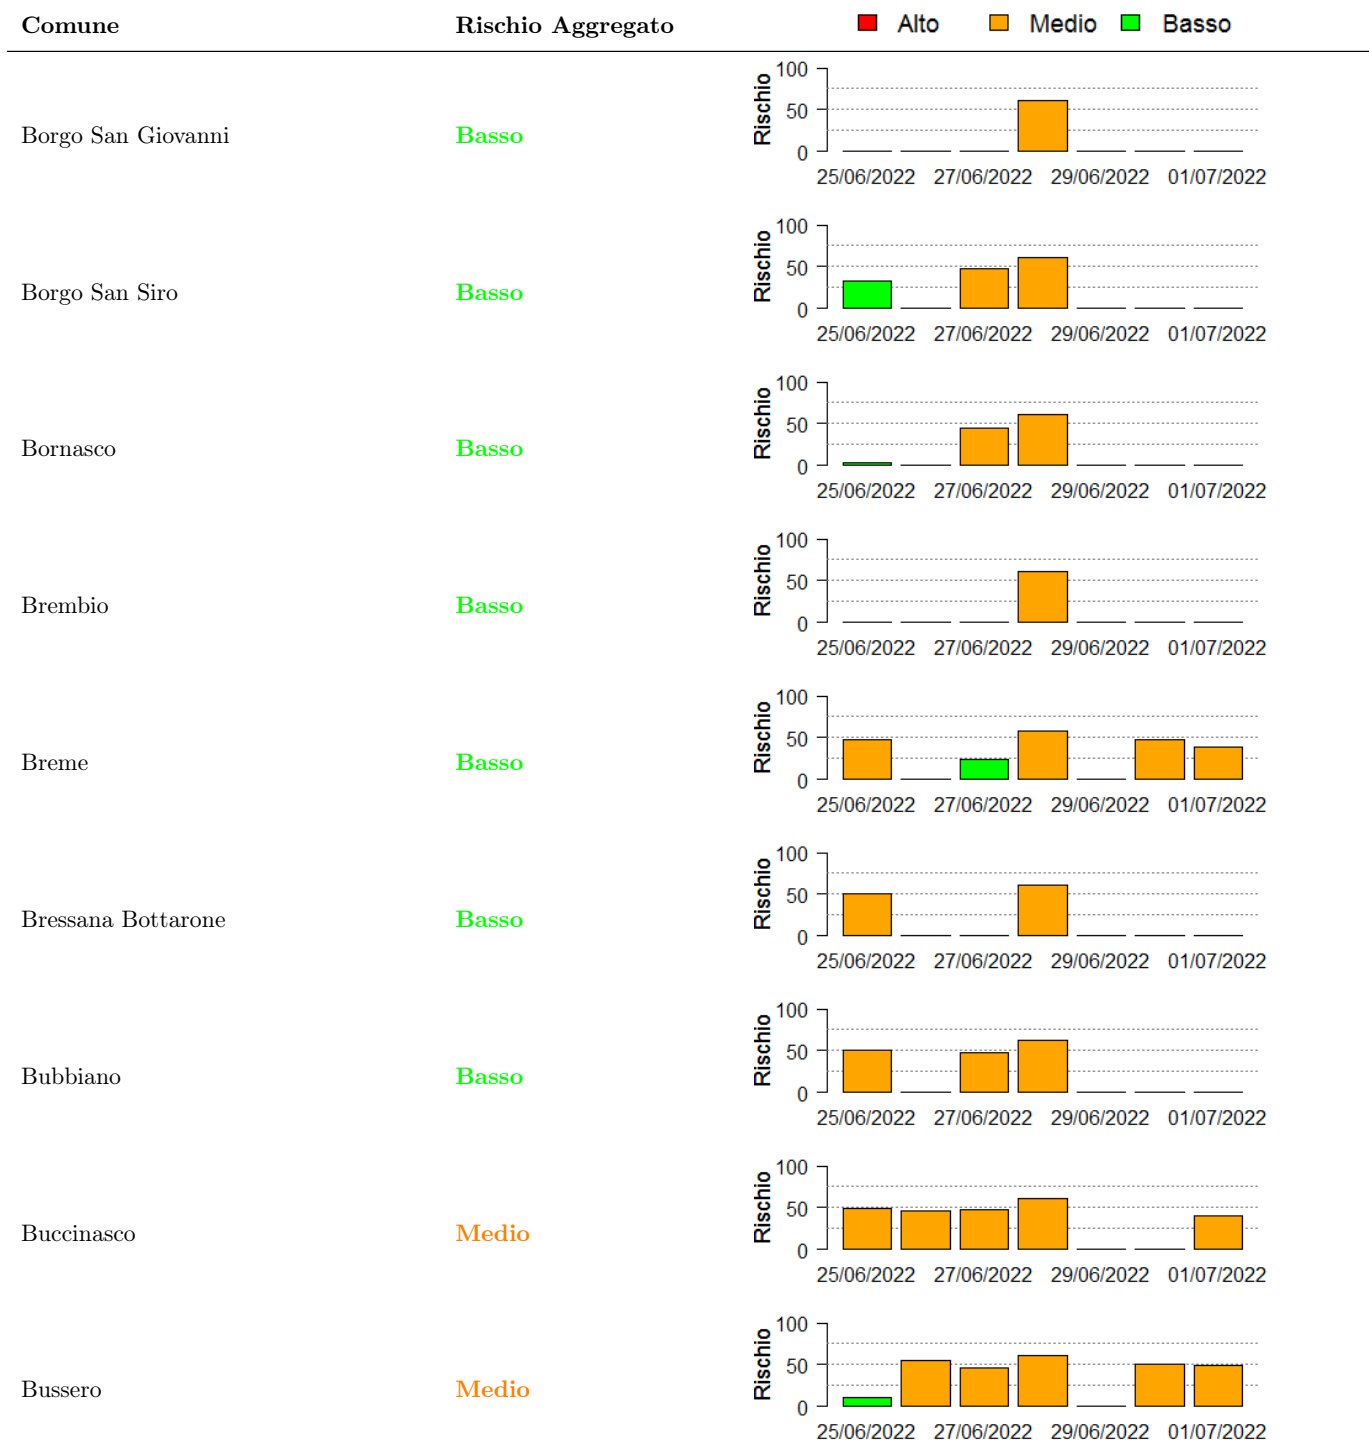 Comune Rischio Aggregato Alto Medio Basso
Borgo San Giovanni Basso
Rischio
100
50
0
25/06/2022 27/06/2022 29/06/2022 01/07/2022
Borgo San Siro Basso
Rischio
100
50
0
25/06/2022 27/06/2022 29/06/2022 01/07/2022
Bornasco Basso
Rischio
100
50
0
25/06/2022 27/06/2022 29/06/2022 01/07/2022
Brembio Basso
Rischio
100
50
0
25/06/2022 27/06/2022 29/06/2022 01/07/2022
Breme Basso
Rischio
100
50
0
25/06/2022 27/06/2022 29/06/2022 01/07/2022
Bressana Bottarone Basso
Rischio
100
50
0
25/06/2022 27/06/2022 29/06/2022 01/07/2022
Bubbiano Basso
Rischio
100
50
0
25/06/2022 27/06/2022 29/06/2022 01/07/2022
Buccinasco Medio
Rischio
100
50
0
25/06/2022 27/06/2022 29/06/2022 01/07/2022
Bussero Medio
Rischio
100
50
0
25/06/2022 27/06/2022 29/06/2022 01/07/2022